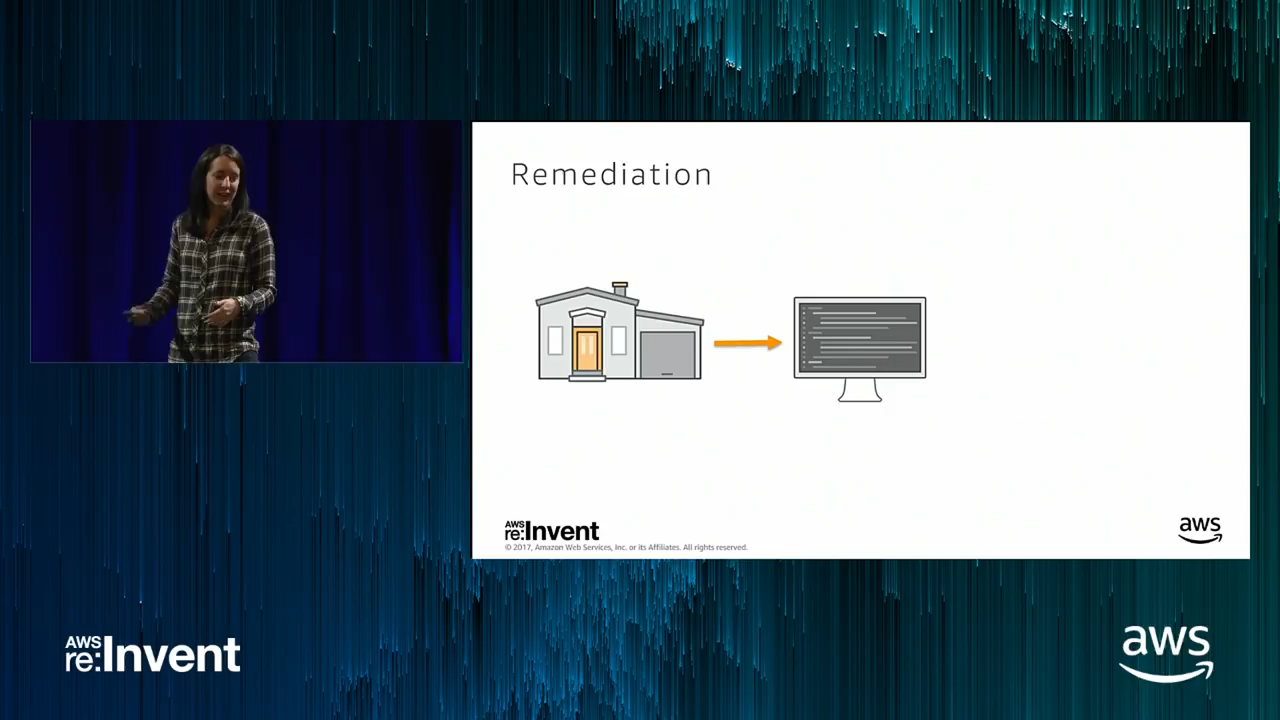 Remediation
AWS
re:Invent
© 2017, Amazon Web Services, Inc. or its Affiliates. All rights reserved.
aws
AWS
re:Invent
aws